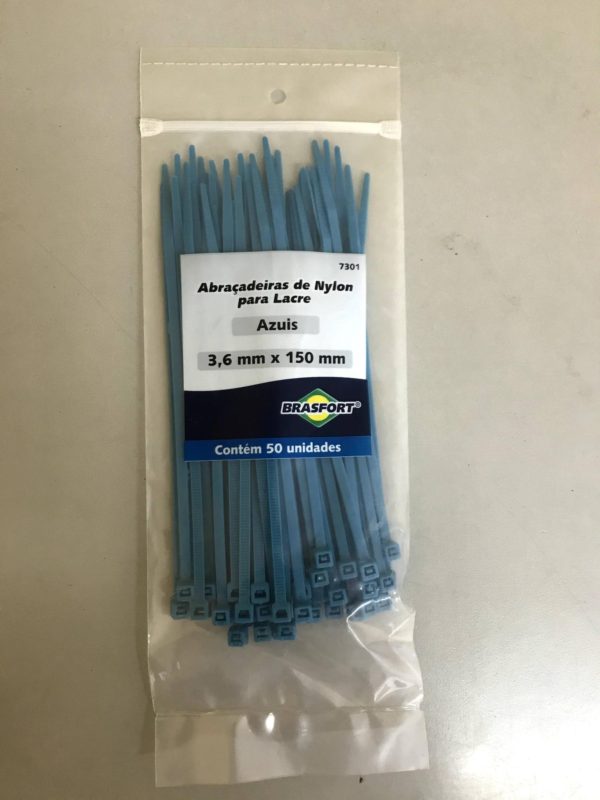 7301
Abraçadeiras de Nylon
para Lacre
Azuis
3,6 mm x 150 mm
BRASFORT®
Contém 50 unidades